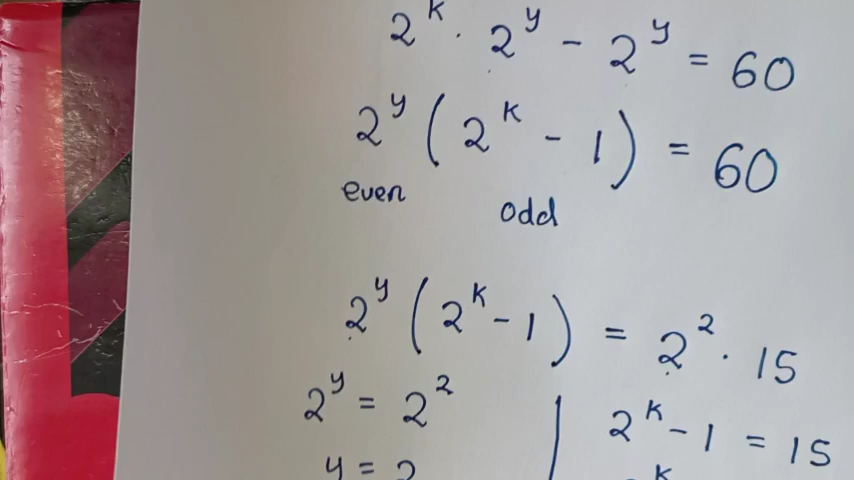 2^k · 2^y - 2^y = 60
2^y (2^k - 1) = 60
even odd
2^y (2^k - 1) = 2^2 · 15
2^y = 2^2 | 2^k - 1 = 15
y = 2